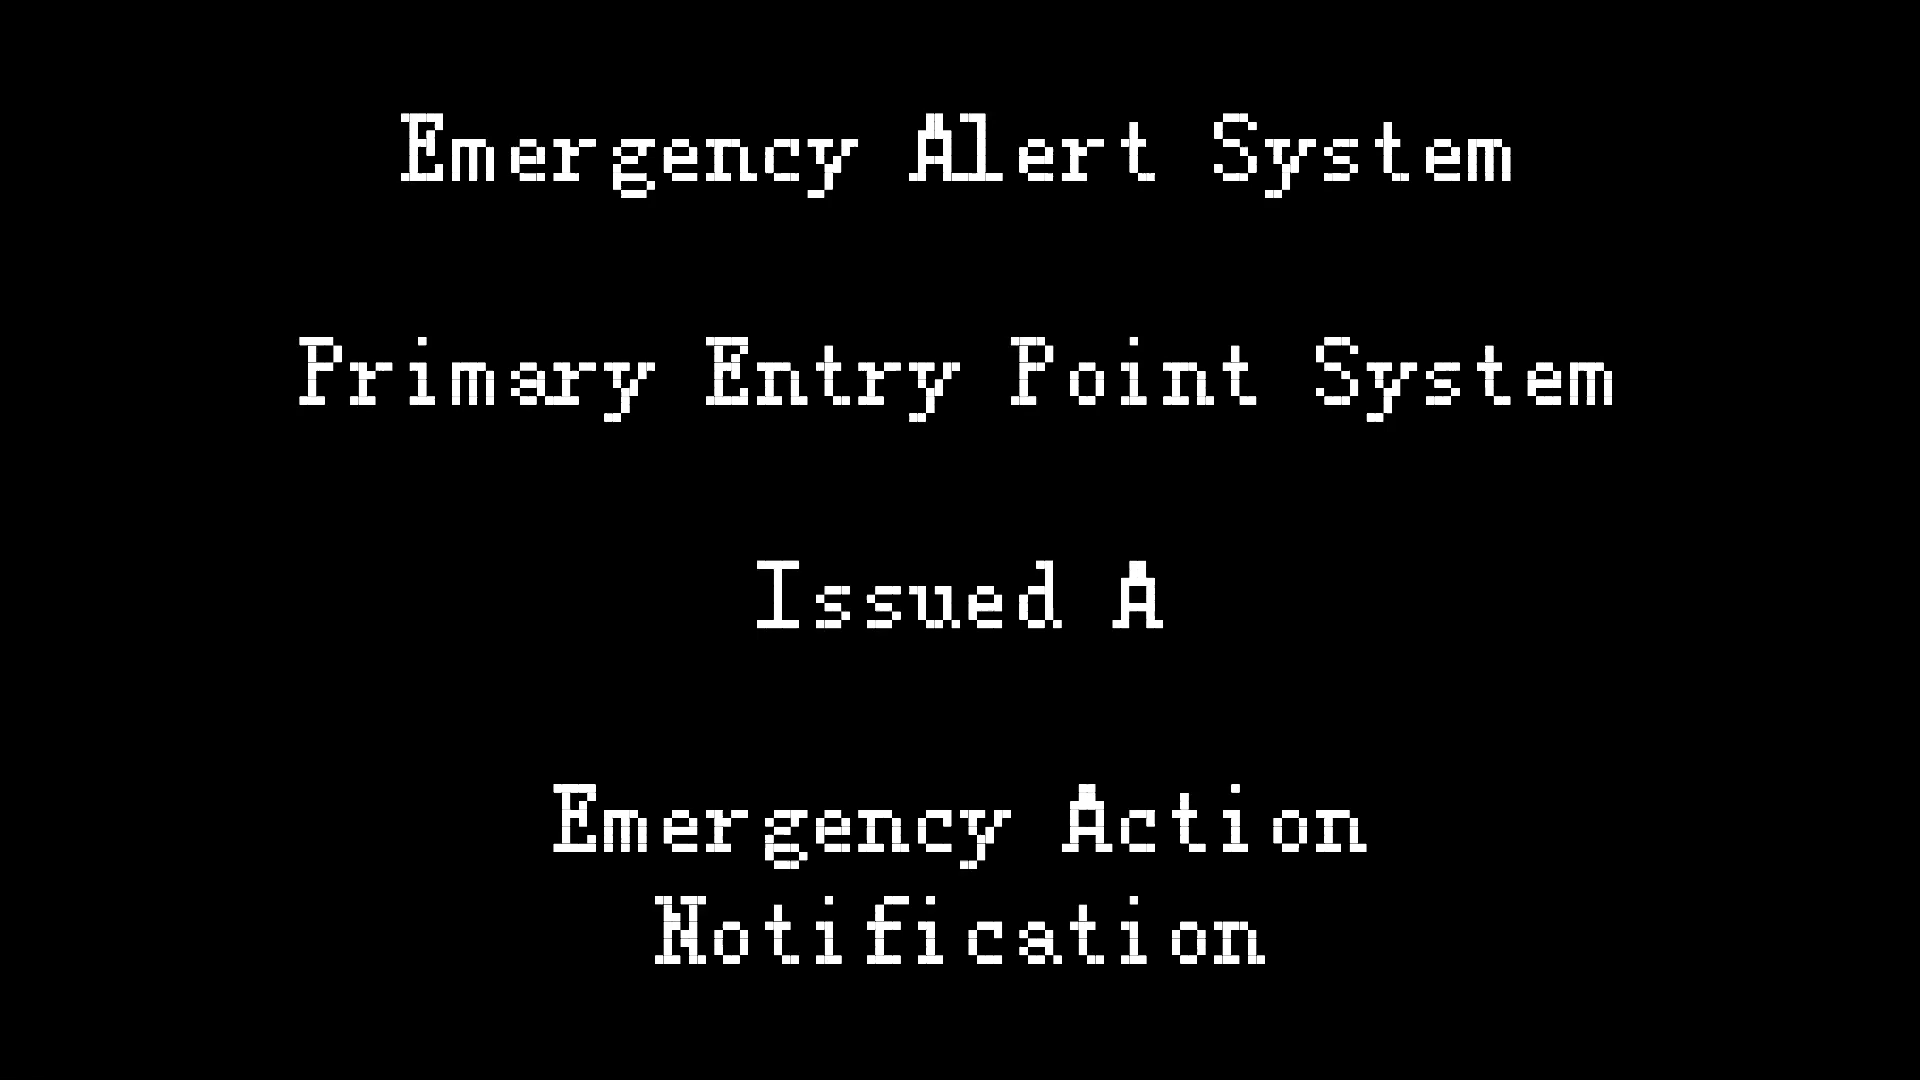 Emergency Alert System
Primary Entry Point System
Issued A
Emergency Action
Notification